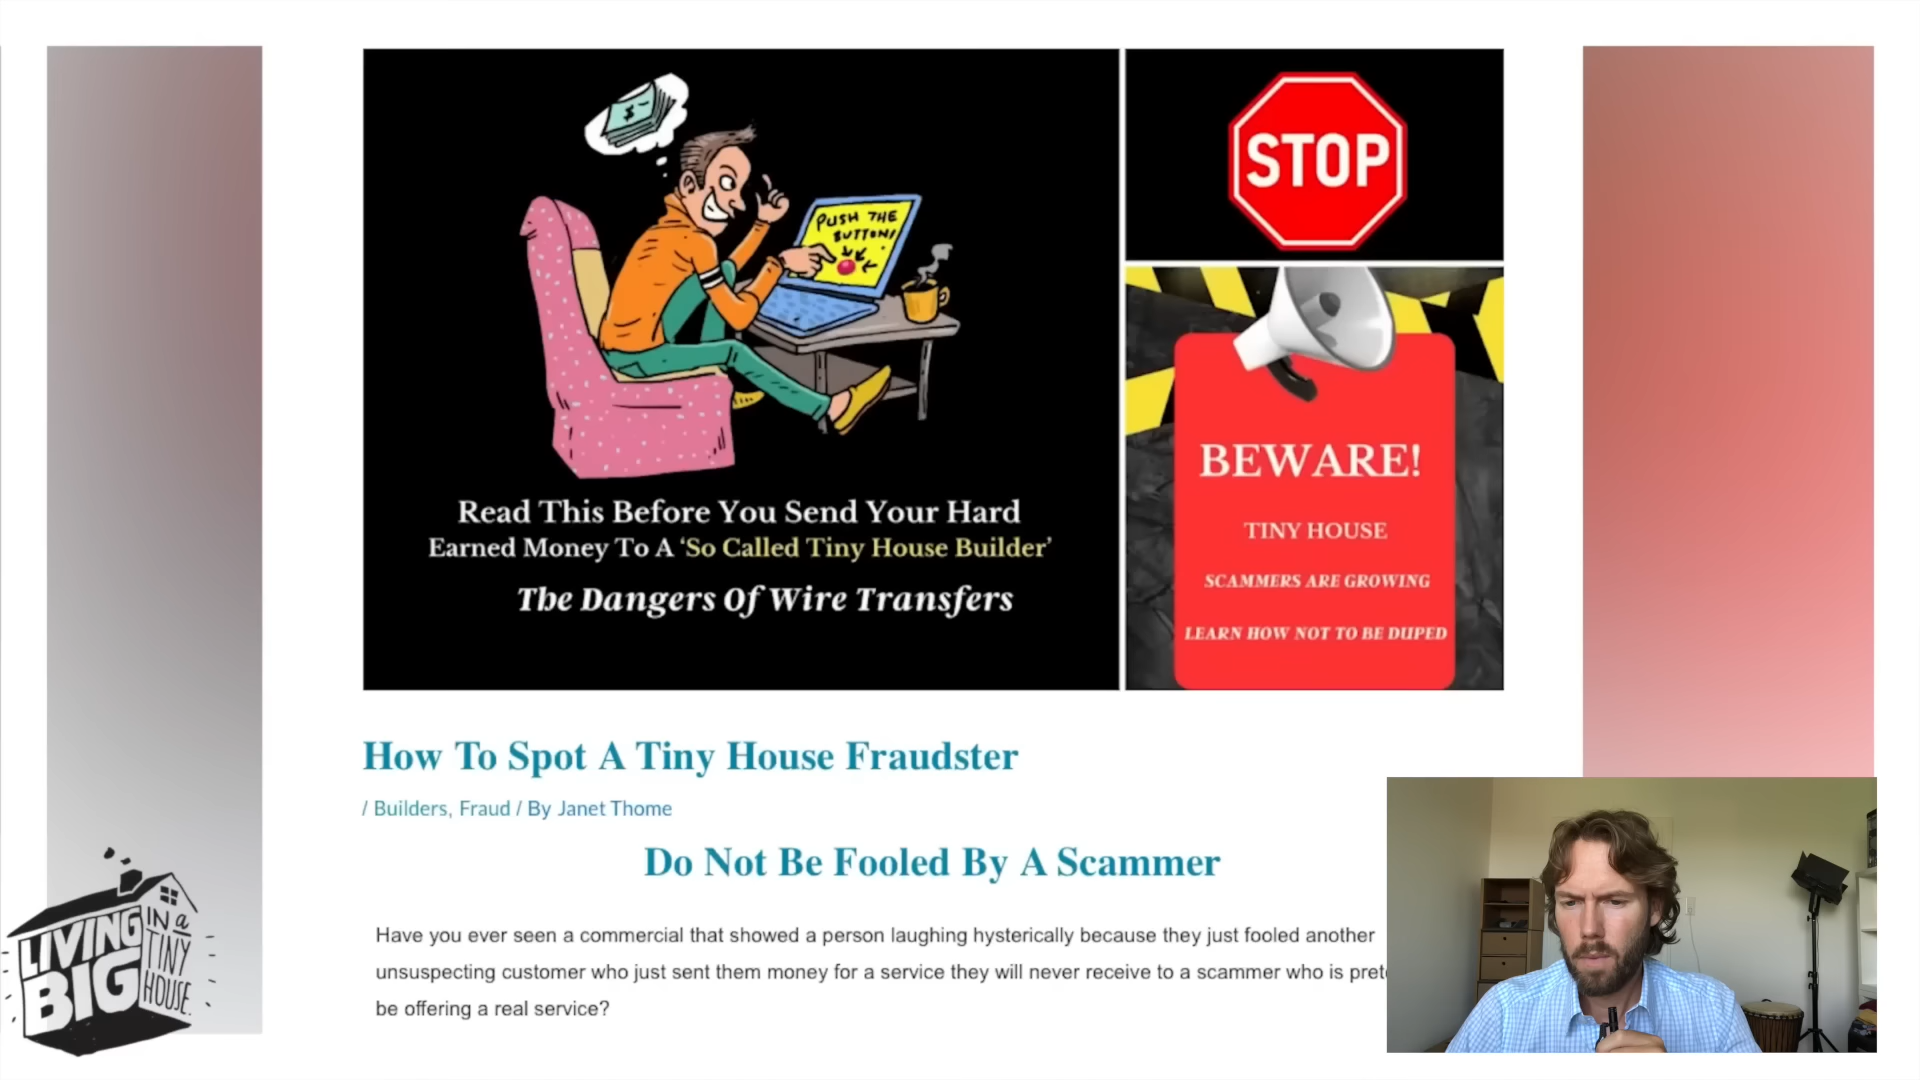 PUSH THE
BUTTON!
$
Read This Before You Send Your Hard
Earned Money To A ‘So Called Tiny House Builder’
The Dangers Of Wire Transfers
STOP
BEWARE!
TINY HOUSE
SCAMMERS ARE GROWING
LEARN HOW NOT TO BE DUPED
How To Spot A Tiny House Fraudster
/ Builders, Fraud / By Janet Thome
Do Not Be Fooled By A Scammer
Have you ever seen a commercial that showed a person laughing hysterically because they just fooled another
unsuspecting customer who just sent them money for a service they will never receive to a scammer who is
be offering a real service?
LIVING
BIG
IN a
TINY
HOUSE.